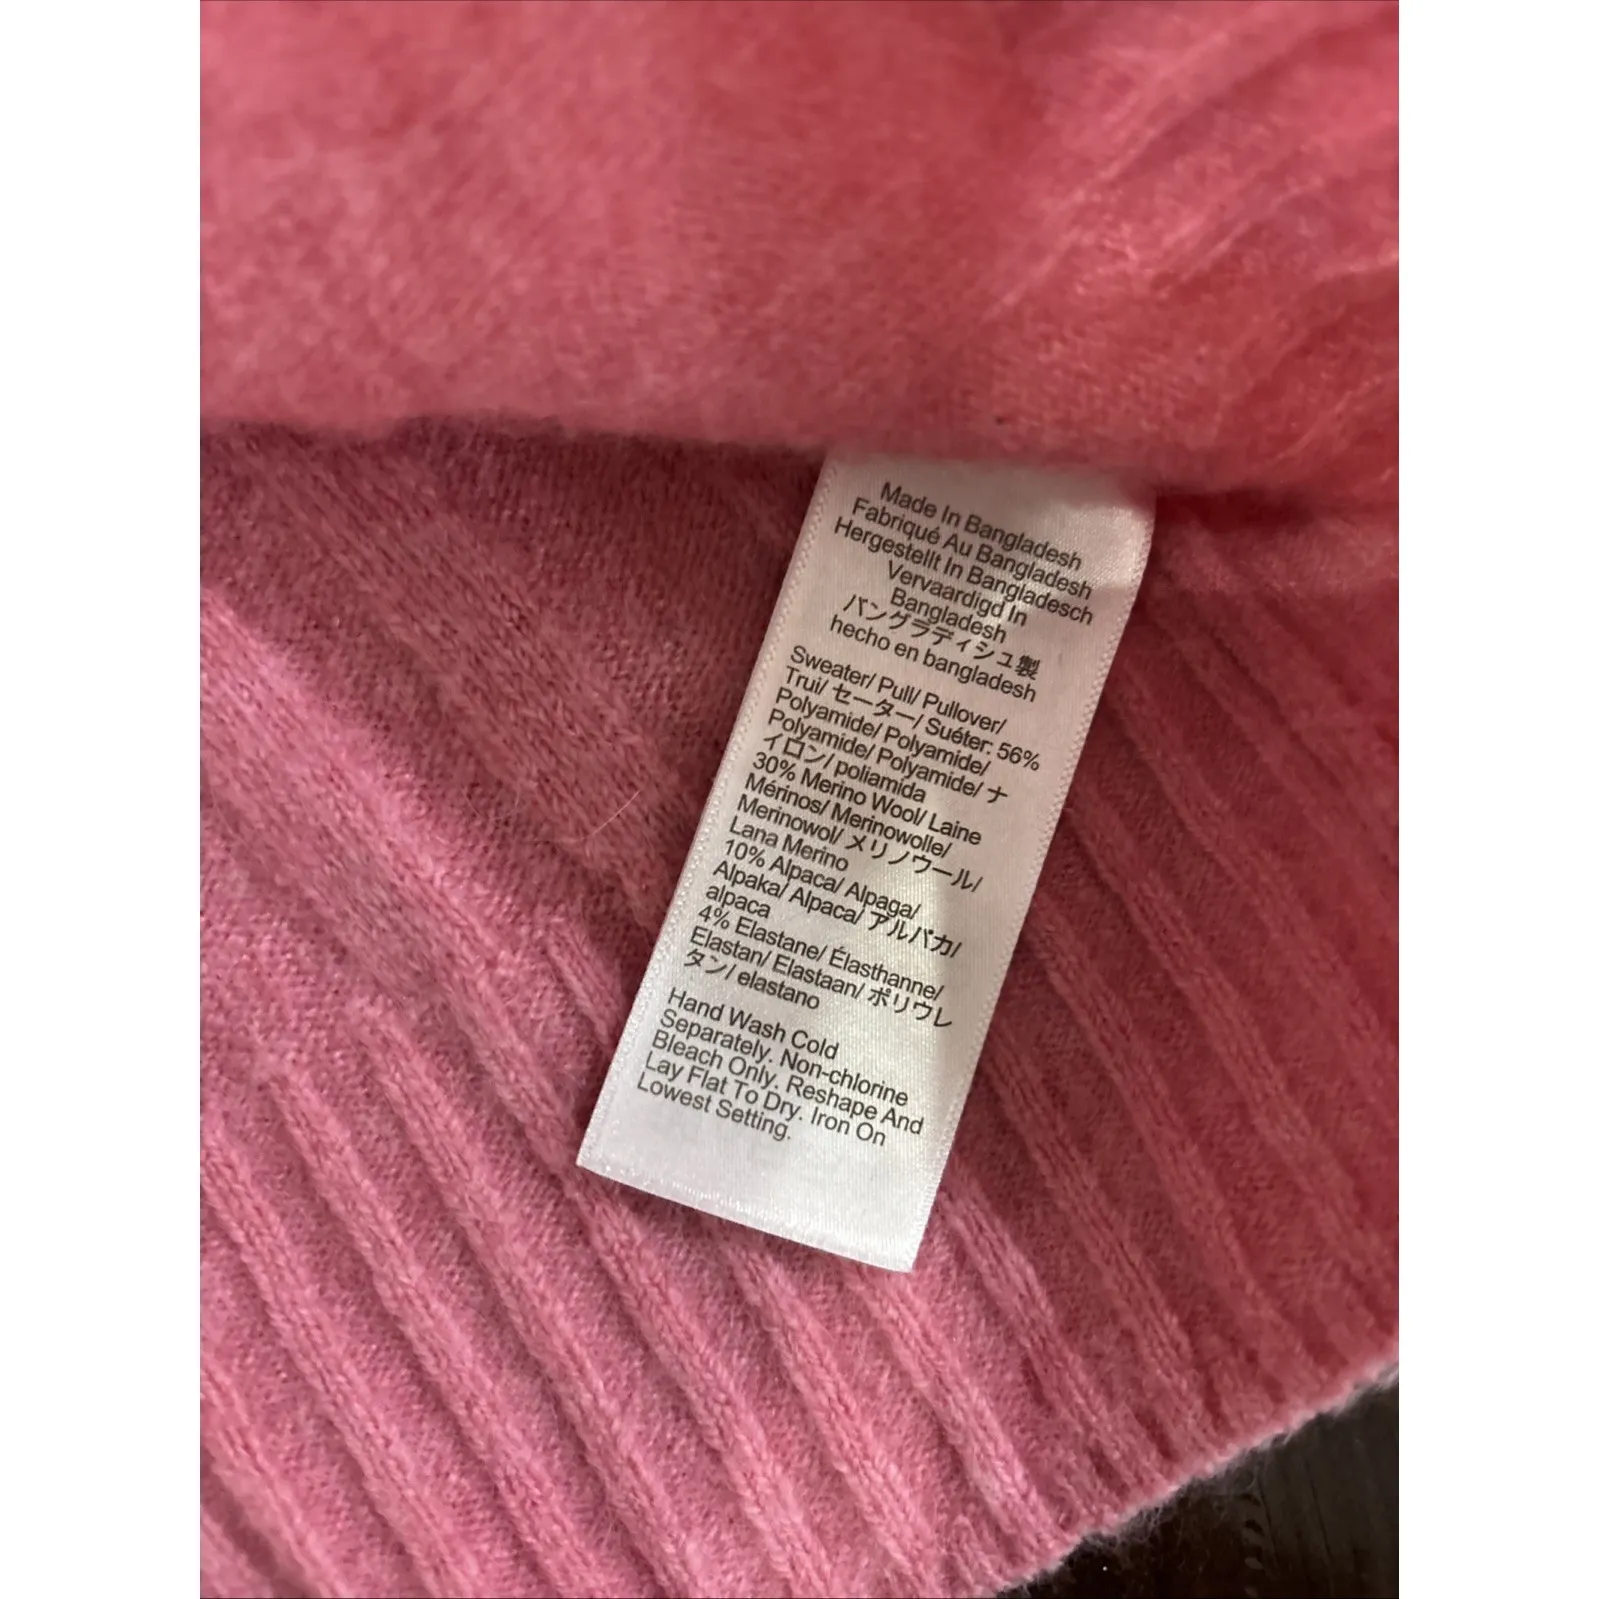 Made In Bangladesh
Fabriqué Au Bangladesh
Hergestellt In Bangladesch
Vervaardigd In
Bangladesh
バングラディシュ製
hecho en bangladesh
Sweater/ Pull/ Pullover/
Trui/ セーター/ Suéter: 56%
Polyamide/ Polyamide/
Polyamide/ Polyamide/ ナ
イロン/ poliamida
30% Merino Wool/ Laine
Mérinos/ Merinowolle/
Merinowol/ メリノウール/
Lana Merino
10% Alpaca/ Alpaga/
Alpaka/ Alpaca/ アルパカ/
alpaca
4% Elastane/ Élasthanne/
Elastan/ Elastaan/ ポリウレ
タン/ elastano
Hand Wash Cold
Separately. Non-chlorine
Bleach Only. Reshape And
Lay Flat To Dry. Iron On
Lowest Setting.